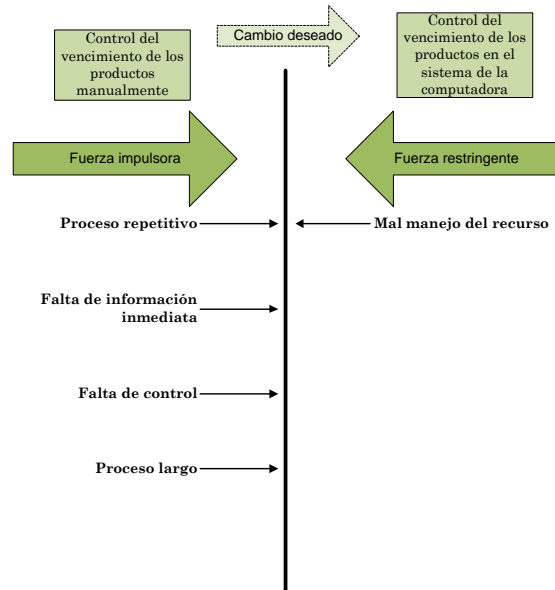 Control del
vencimiento de los
productos
manualmente
Cambio deseado
Control del
vencimiento de los
productos en el
sistema de la
computadora
Fuerza impulsora
Fuerza restringente
Proceso repetitivo
Mal manejo del recurso
Falta de información
inmediata
Falta de control
Proceso largo